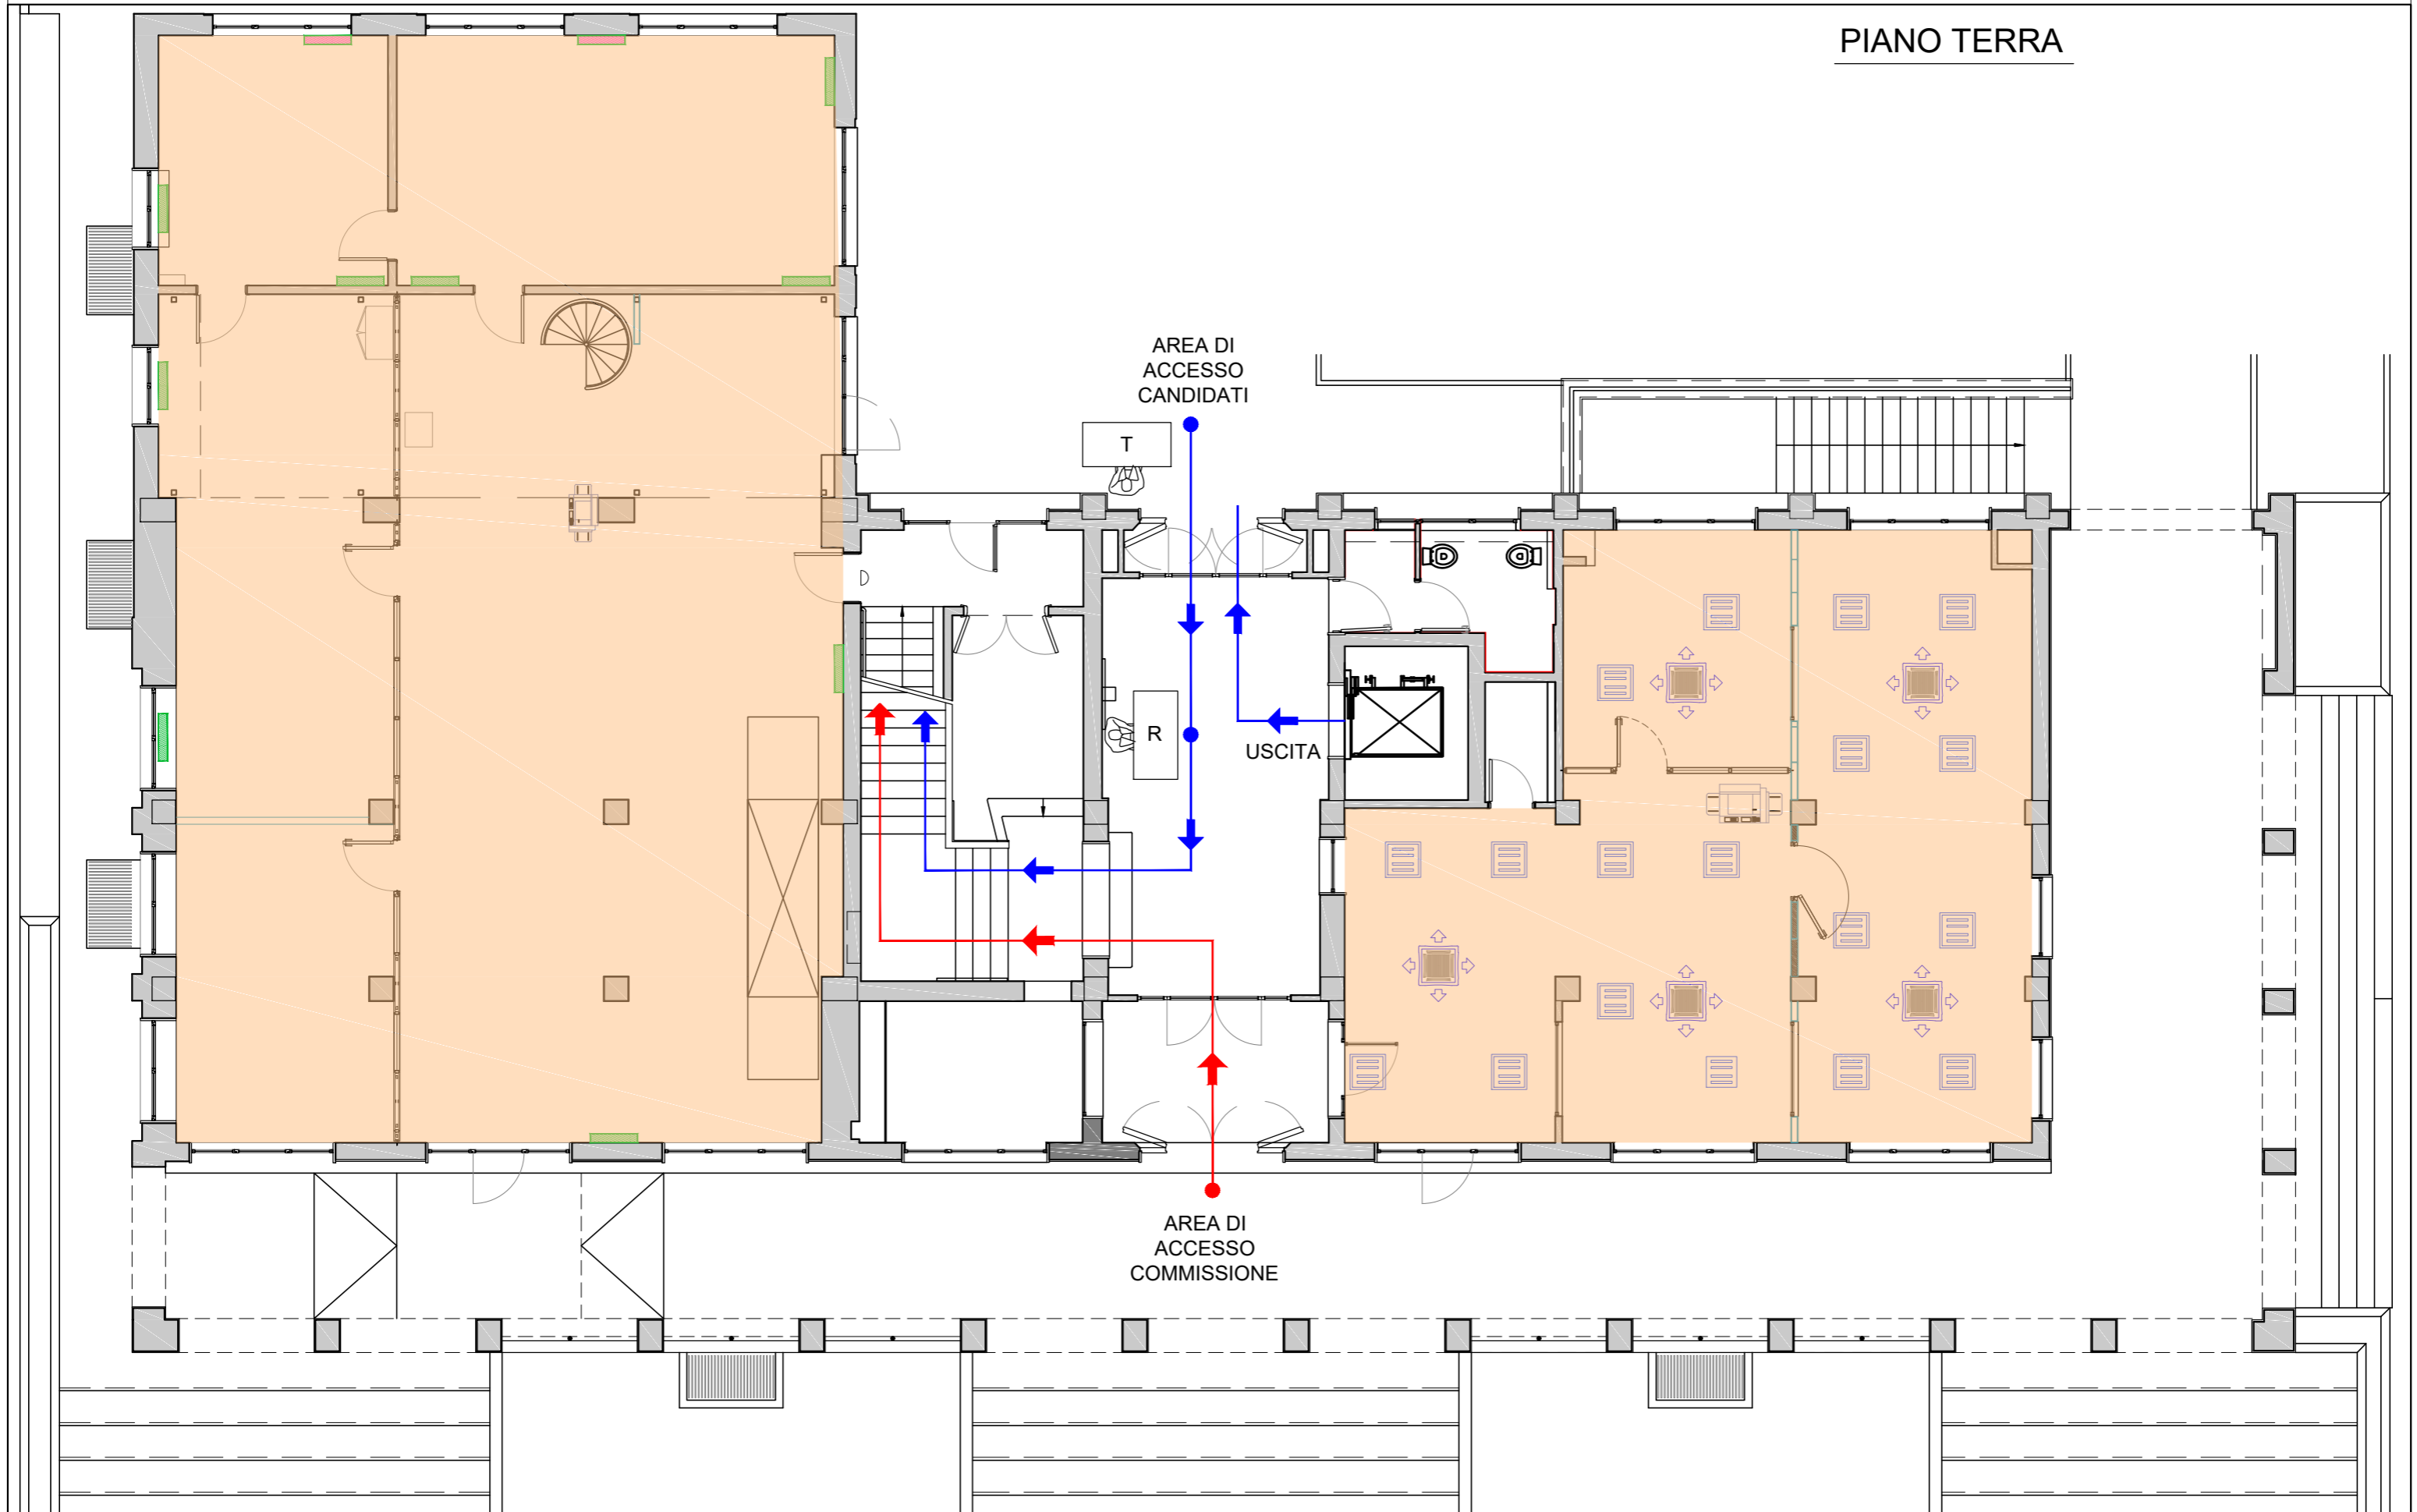 PIANO TERRA
AREA DI
ACCESSO
CANDIDATI
T
R
USCITA
AREA DI
ACCESSO
COMMISSIONE